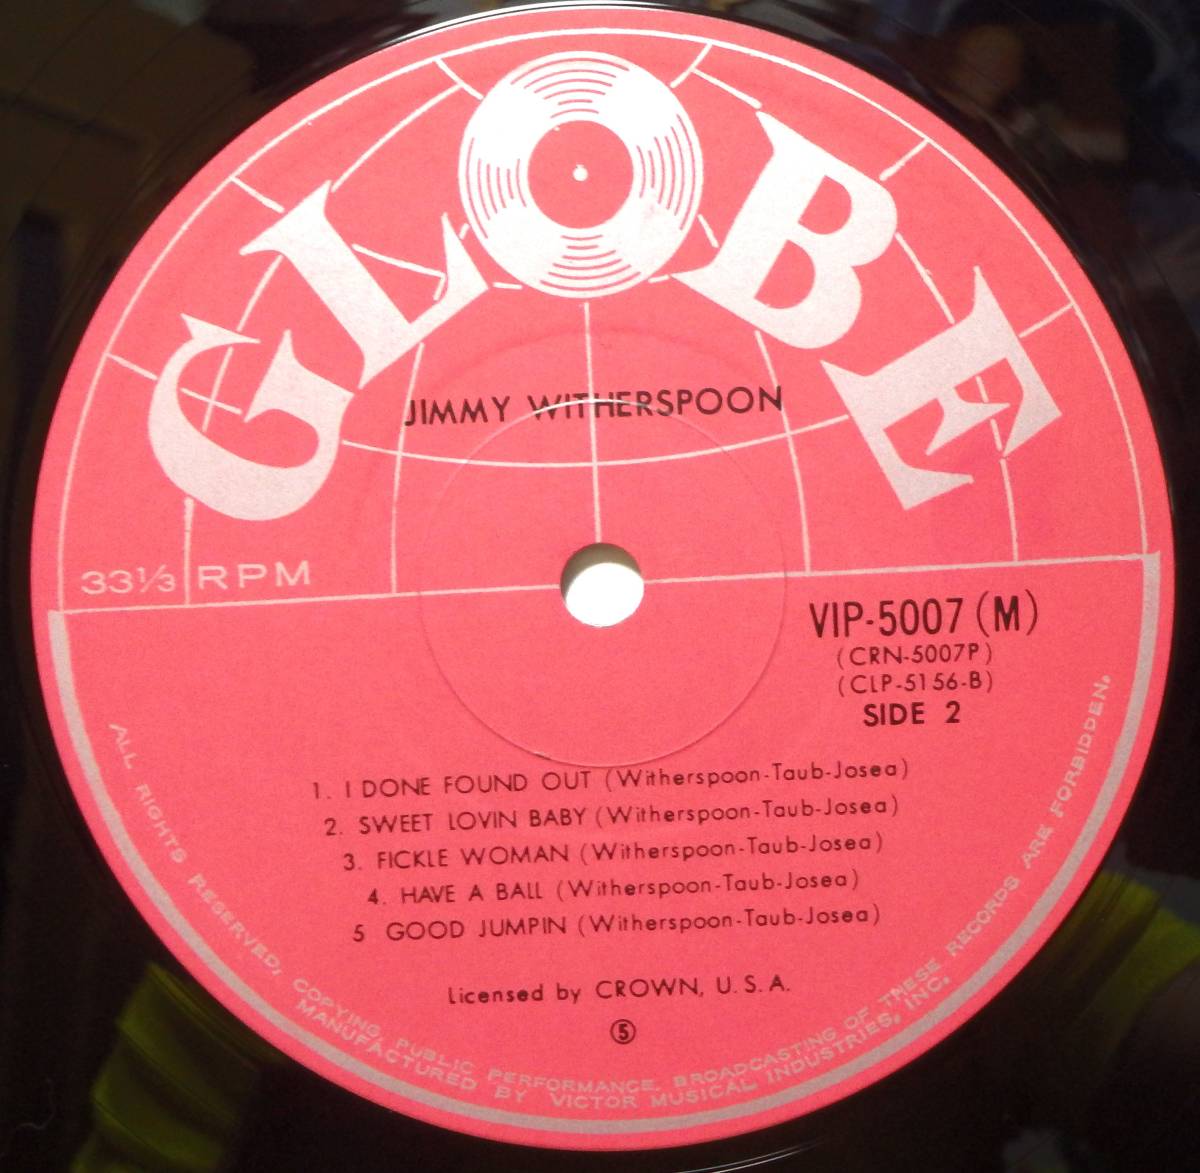 GLOBE
JIMMY WITHERSPOON
33⅓ RPM
VIP-5007 (M)
(CRN-5007P)
(CLP-5156-B)
SIDE 2
1. I DONE FOUND OUT (Witherspoon-Taub-Josea)
2. SWEET LOVIN BABY (Witherspoon-Taub-Josea)
3. FICKLE WOMAN (Witherspoon-Taub-Josea)
4. HAVE A BALL (Witherspoon-Taub-Josea)
5 GOOD JUMPIN (Witherspoon-Taub-Josea)
Licensed by CROWN, U.S.A.
⑤
ALL RIGHTS RESERVED, COPYING, PUBLIC PERFORMANCE, BROADCASTING OF THESE RECORDS ARE FORBIDDEN.
MANUFACTURED BY VICTOR MUSICAL INDUSTRIES, INC.